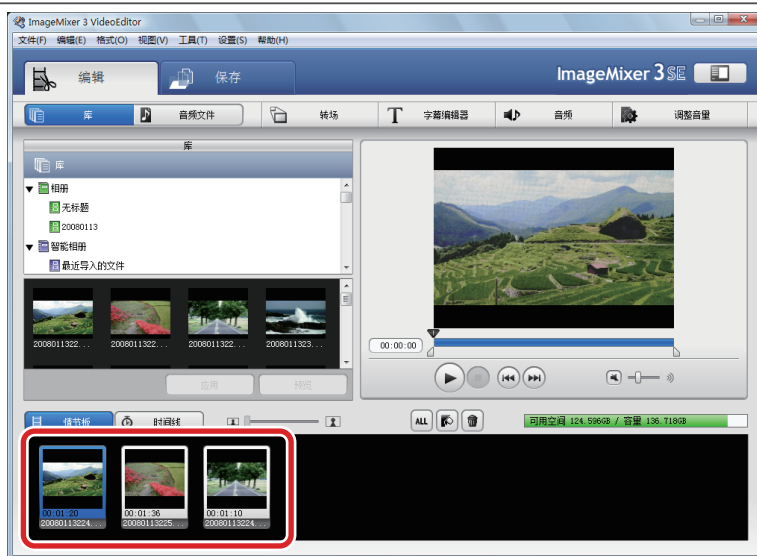 ImageMixer 3 VideoEditor
文件(F) 编辑(E) 格式(O) 视图(V) 工具(T) 设置(S) 帮助(H)
编辑 保存 ImageMixer 3 SE
库 音频文件 转场 T 字幕编辑器 音频 调整音量
库
库
相册
无标题
20080113
智能相册
最近导入的文件
2008011322... 2008011322... 2008011322... 2008011323...
00:00:00
应用 预览
情节板 时间线 ALL 可用空间 124.596GB / 容量 136.718GB
00:01:20 00:01:36 00:01:10
20080113224... 20080113225... 20080113224...